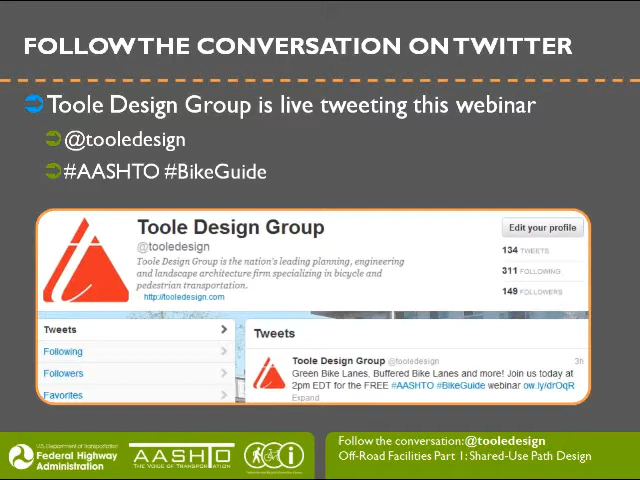 FOLLOW THE CONVERSATION ON TWITTER
Toole Design Group is live tweeting this webinar
@tooledesign
#AASHTO #BikeGuide
Toole Design Group
@tooledesign
Toole Design Group is the nation's leading planning, engineering
and landscape architecture firm specializing in bicycle and
pedestrian transportation.
http://tooledesign.com
Edit your profile
134 TWEETS
311 FOLLOWING
149 FOLLOWERS
Tweets
Following
Followers
Favorites
Tweets
Toole Design Group @tooledesign 3h
Green Bike Lanes, Buffered Bike Lanes and more! Join us today at
2pm EDT for the FREE #AASHTO #BikeGuide webinar ow.ly/drOqR
Expand
U.S. Department of Transportation
Federal Highway
Administration
AASHTO
THE VOICE OF TRANSPORTATION
Follow the conversation: @tooledesign
Off-Road Facilities Part 1: Shared-Use Path Design